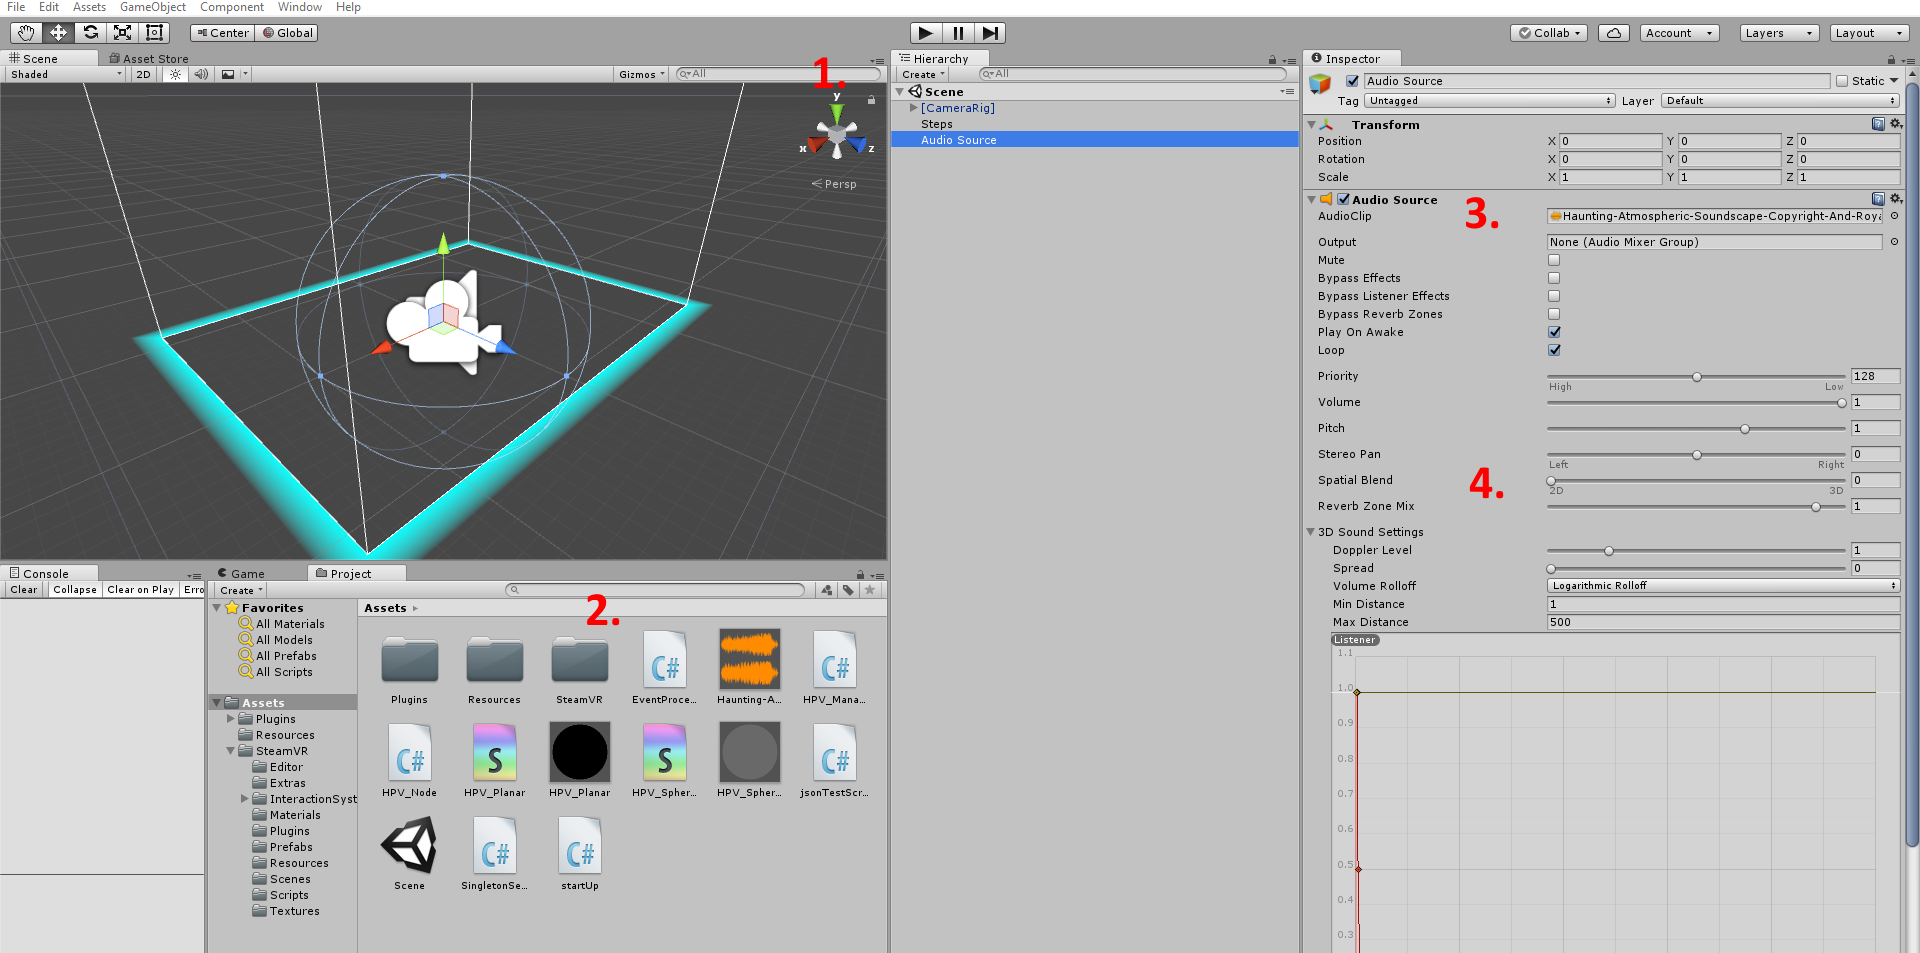 File Edit Assets GameObject Component Window Help
Center Global
Collab Account Layers Layout
Scene Asset Store
Shaded 2D Gizmos All
1.
y
x z
Persp
Hierarchy
Create All
Scene
[CameraRig]
Steps
Audio Source
Inspector
Audio Source Static
Tag Untagged Layer Default
Transform
Position X 0 Y 0 Z 0
Rotation X 0 Y 0 Z 0
Scale X 1 Y 1 Z 1
Audio Source
3.
AudioClip Haunting-Atmospheric-Soundscape-Copyright-And-Roya
Output None (Audio Mixer Group)
Mute
Bypass Effects
Bypass Listener Effects
Bypass Reverb Zones
Play On Awake
Loop
Priority 128
High Low
Volume 1
Pitch 1
Stereo Pan 0
Left Right
4.
Spatial Blend 0
2D 3D
Reverb Zone Mix 1
3D Sound Settings
Doppler Level 1
Spread 0
Volume Rolloff Logarithmic Rolloff
Min Distance 1
Max Distance 500
Listener
1.1
1.0
0.9
0.8
0.7
0.6
0.5
0.4
0.3
Console
Clear Collapse Clear on Play Erro
Game Project
Create
2.
Favorites
All Materials
All Models
All Prefabs
All Scripts
Assets
Plugins
Resources
SteamVR
Editor
Extras
InteractionSyst
Materials
Plugins
Prefabs
Resources
Scenes
Scripts
Textures
Assets
C# C#
Plugins Resources SteamVR EventProce... Haunting-A... HPV_Mana...
C# S S C#
HPV_Node HPV_Planar HPV_Planar HPV_Spher... HPV_Spher... jsonTestScr...
C# C#
Scene SingletonSe... startUp